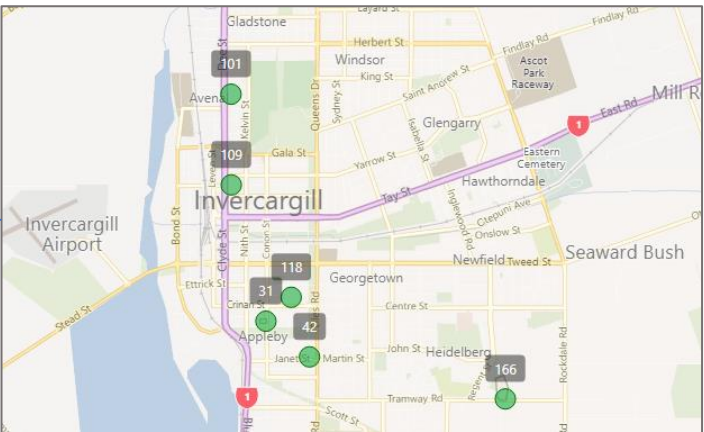 Layard St
Gladstone
Findlay Rd
Herbert St
Windsor
Findlay Rd
Dee St
101
King St
Ascot
Park
Raceway
Saint Andrew St
Queens Dr
Sydney St
Avenal
Kelvin St
Mill R
East Rd
1
Glengarry
Isabella St
Gala St
Yarrow St
Eastern
Cemetery
109
Leven St
Hawthorndale
Tay St
Invercargill
Inglewood Rd
Otepuni Ave
Bond St
Invercargill
Airport
Clyde St
Nith St
Conon St
Onslow St
Seaward Bush
Newfield
Tweed St
118
Georgetown
Ettrick St
31
Crinan St
Centre St
Stead St
42
Appleby
Janet St
Martin St
John St
Heidelberg
Rockdale Rd
166
Regent
1
Tramway Rd
Scott St
Rd
Rd